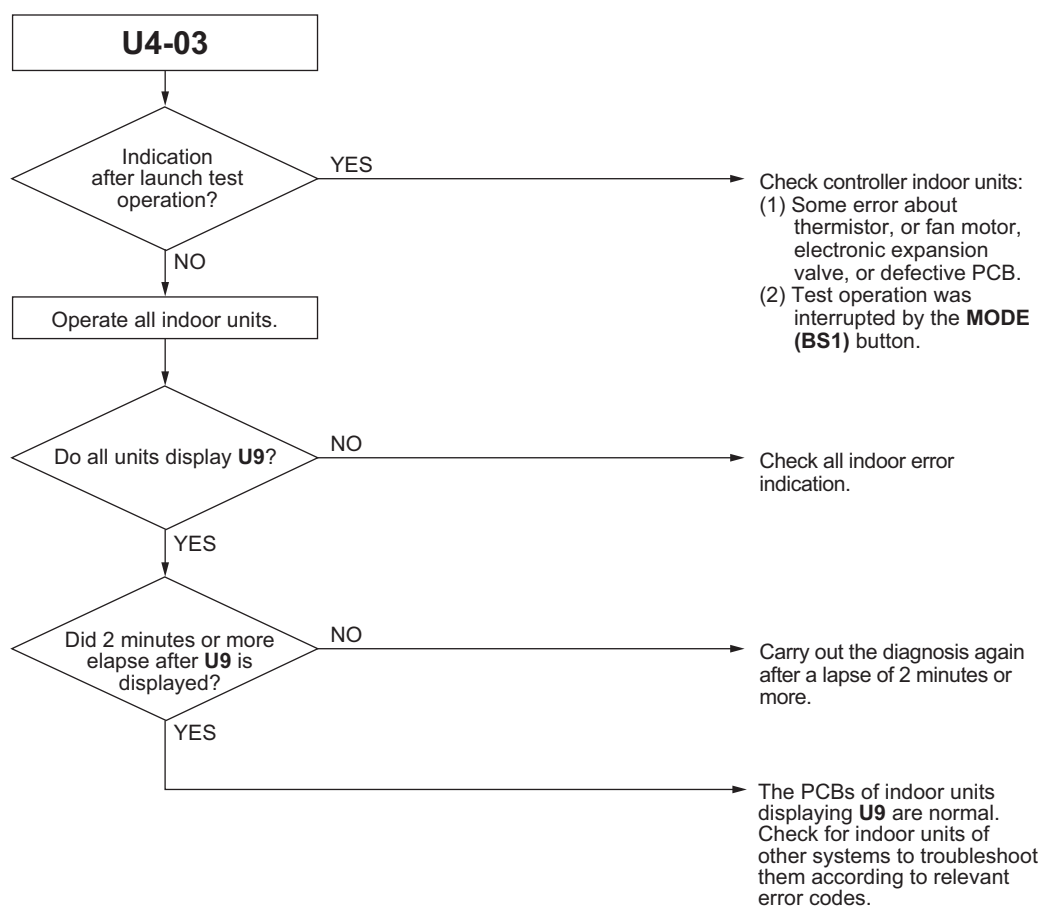 U4-03
Indication
after launch test
operation?
YES
Check controller indoor units:
(1) Some error about
thermistor, or fan motor,
electronic expansion
valve, or defective PCB.
(2) Test operation was
interrupted by the MODE
(BS1) button.
NO
Operate all indoor units.
Do all units display U9?
NO
Check all indoor error
indication.
YES
Did 2 minutes or more
elapse after U9 is
displayed?
NO
Carry out the diagnosis again
after a lapse of 2 minutes or
more.
YES
The PCBs of indoor units
displaying U9 are normal.
Check for indoor units of
other systems to troubleshoot
them according to relevant
error codes.